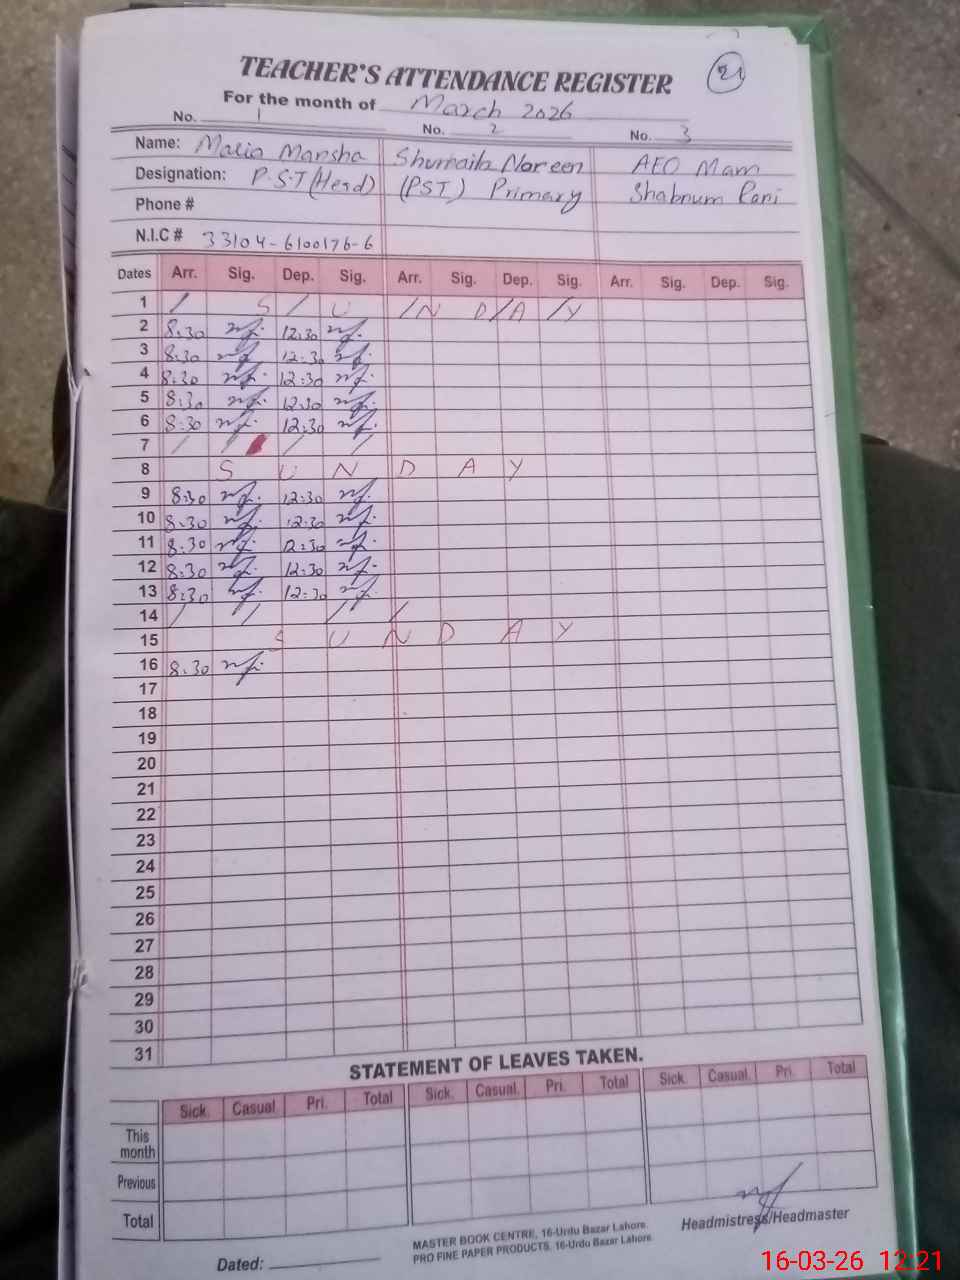 TEACHER'S ATTENDANCE REGISTER
21
For the month of March 2026
No. 1 No. 2 No. 3
Name: Maria Mansha Shumaila Noreen AEO Mam
Designation: P.S.T (Head) (PST) Primary Shabnum Rani
Phone #
N.I.C # 33104-6100176-6
Dates Arr. Sig. Dep. Sig. Arr. Sig. Dep. Sig. Arr. Sig. Dep. Sig.
1 / S / U / N D / A / Y
2 8:30 12:30
3 8:30 12:30
4 8:30 12:30
5 8:30 12:30
6 8:30 12:30
7 / / / /
8 S U N D A Y
9 8:30 12:30
10 8:30 12:30
11 8:30 12:30
12 8:30 12:30
13 8:30 12:30
14 / / / /
15 S U N D A Y
16 8:30
17
18
19
20
21
22
23
24
25
26
27
28
29
30
31
STATEMENT OF LEAVES TAKEN.
Sick. Casual Pri. Total Sick. Casual. Pri. Total Sick. Casual. Pri. Total
This
month
Previous
Total
Headmistress/Headmaster
Dated:
MASTER BOOK CENTRE, 16-Urdu Bazar Lahore.
PRO FINE PAPER PRODUCTS. 16-Urdu Bazar Lahore
16-03-26 12:21